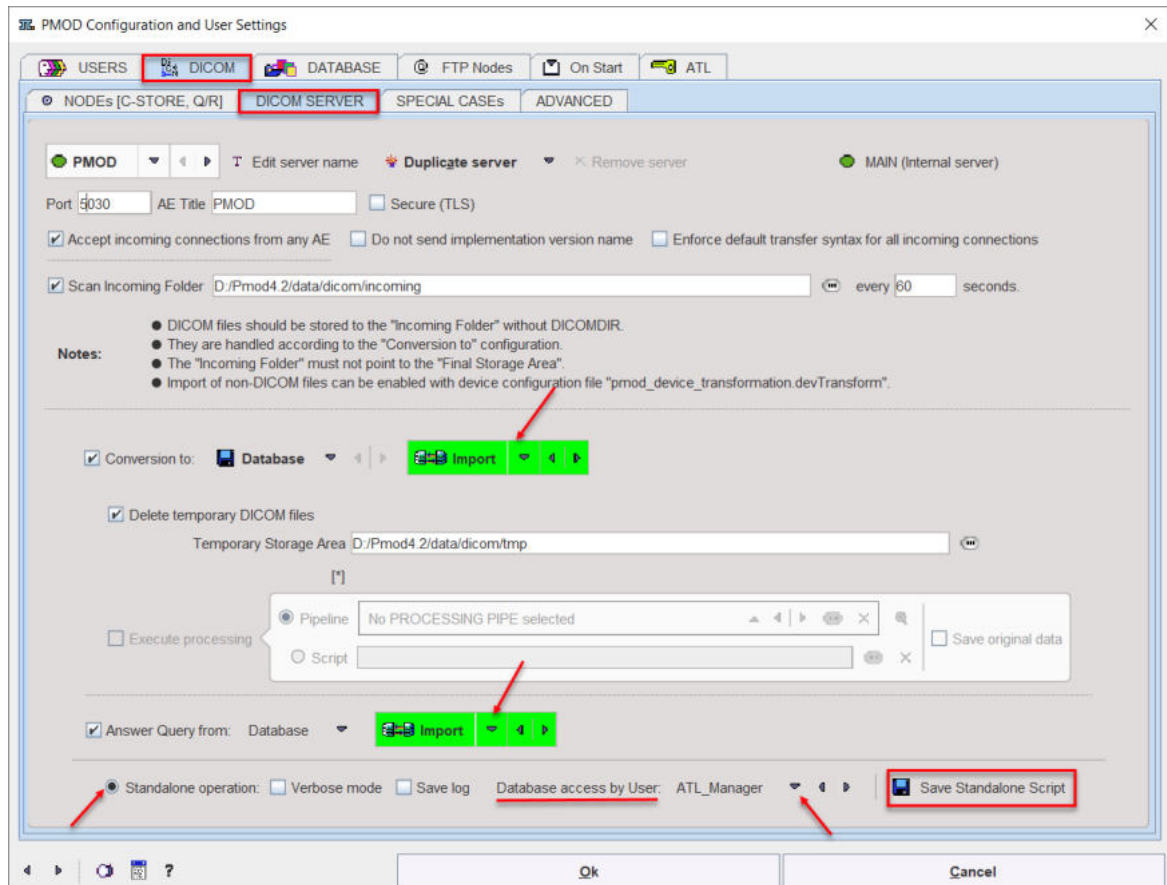 PMOD Configuration and User Settings
USERS DICOM DATABASE @ FTP Nodes On Start ATL
NODEs [C-STORE, Q/R] DICOM SERVER SPECIAL CASEs ADVANCED
PMOD T Edit server name Duplicate server Remove server MAIN (Internal server)
Port 5030 AE Title PMOD Secure (TLS)
Accept incoming connections from any AE Do not send implementation version name Enforce default transfer syntax for all incoming connections
Scan Incoming Folder D:/Pmod4.2/data/dicom/incoming every 60 seconds.
● DICOM files should be stored to the "Incoming Folder" without DICOMDIR.
● They are handled according to the "Conversion to" configuration.
Notes:
● The "Incoming Folder" must not point to the "Final Storage Area".
● Import of non-DICOM files can be enabled with device configuration file "pmod_device_transformation.devTransform".
Conversion to: Database Import
Delete temporary DICOM files
Temporary Storage Area D:/Pmod4.2/data/dicom/tmp
[*]
Pipeline No PROCESSING PIPE selected
Execute processing Save original data
Script
Answer Query from: Database Import
Standalone operation: Verbose mode Save log Database access by User: ATL_Manager Save Standalone Script
? Ok Cancel